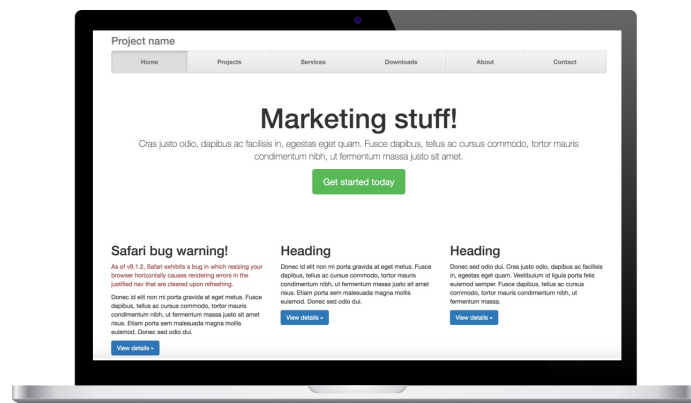 Project name
Home Projects Services Downloads About Contact
Marketing stuff!
Cras justo odio, dapibus ac facilisis in, egestas eget quam. Fusce dapibus, tellus ac cursus commodo, tortor mauris
condimentum nibh, ut fermentum massa justo sit amet.
Get started today
Safari bug warning!
As of v9.1.2, Safari exhibits a bug in which resizing your
browser horizontally causes rendering errors in the
justified nav that are cleared upon refreshing.
Donec id elit non mi porta gravida at eget metus. Fusce
dapibus, tellus ac cursus commodo, tortor mauris
condimentum nibh, ut fermentum massa justo sit amet
risus. Etiam porta sem malesuada magna mollis
euismod. Donec sed odio dui.
View details »
Heading
Donec id elit non mi porta gravida at eget metus. Fusce
dapibus, tellus ac cursus commodo, tortor mauris
condimentum nibh, ut fermentum massa justo sit amet
risus. Etiam porta sem malesuada magna mollis
euismod. Donec sed odio dui.
View details »
Heading
Donec sed odio dui. Cras justo odio, dapibus ac facilisis
in, egestas eget quam. Vestibulum id ligula porta felis
euismod semper. Fusce dapibus, tellus ac cursus
commodo, tortor mauris condimentum nibh, ut
fermentum massa.
View details »